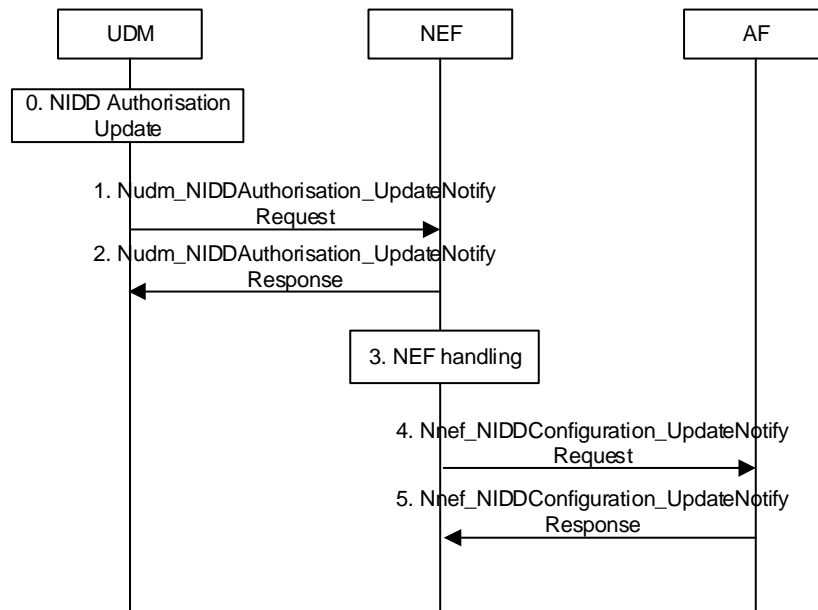 UDM
NEF
AF
0. NIDD Authorisation
Update
1. Nudm_NIDDAuthorisation_UpdateNotify
Request
2. Nudm_NIDDAuthorisation_UpdateNotify
Response
3. NEF handling
4. Nnef_NIDDConfiguration_UpdateNotify
Request
5. Nnef_NIDDConfiguration_UpdateNotify
Response